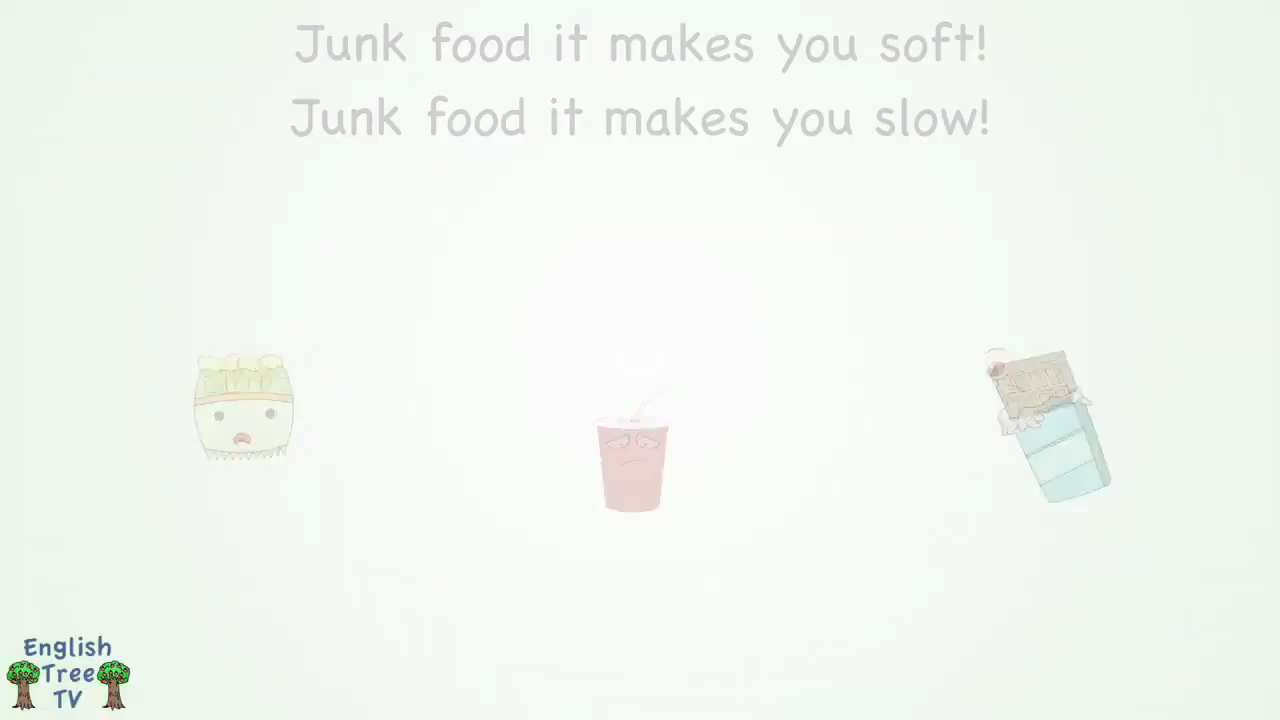 Junk food it makes you soft!
Junk food it makes you slow!
English
Tree
TV